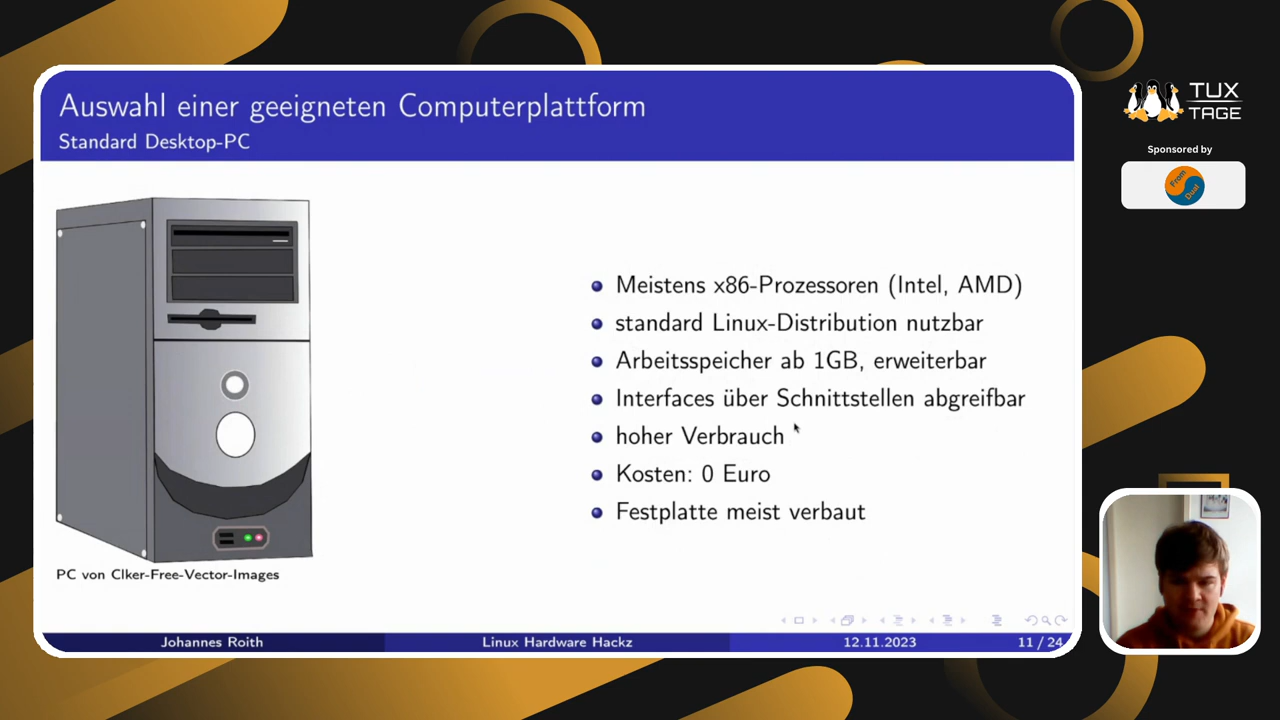 Auswahl einer geeigneten Computerplattform
Standard Desktop-PC
Meistens x86-Prozessoren (Intel, AMD)
standard Linux-Distribution nutzbar
Arbeitsspeicher ab 1GB, erweiterbar
Interfaces über Schnittstellen abgreifbar
hoher Verbrauch
Kosten: 0 Euro
Festplatte meist verbaut
PC von Clker-Free-Vector-Images
Johannes Roith
Linux Hardware Hackz
12.11.2023
11 / 24
TUX
TAGE
Sponsored by
From
Dual